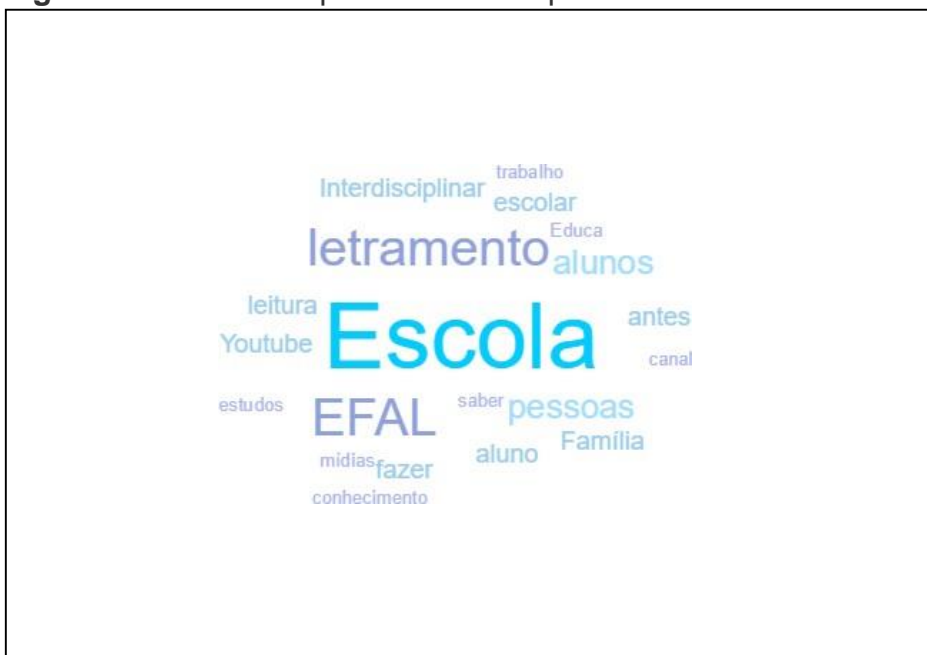 trabalho
Interdisciplinar
escolar
Educa
letramento
alunos
leitura
Escola
antes
Youtube
canal
estudos
EFAL
saber
pessoas
Família
aluno
mídias
fazer
conhecimento